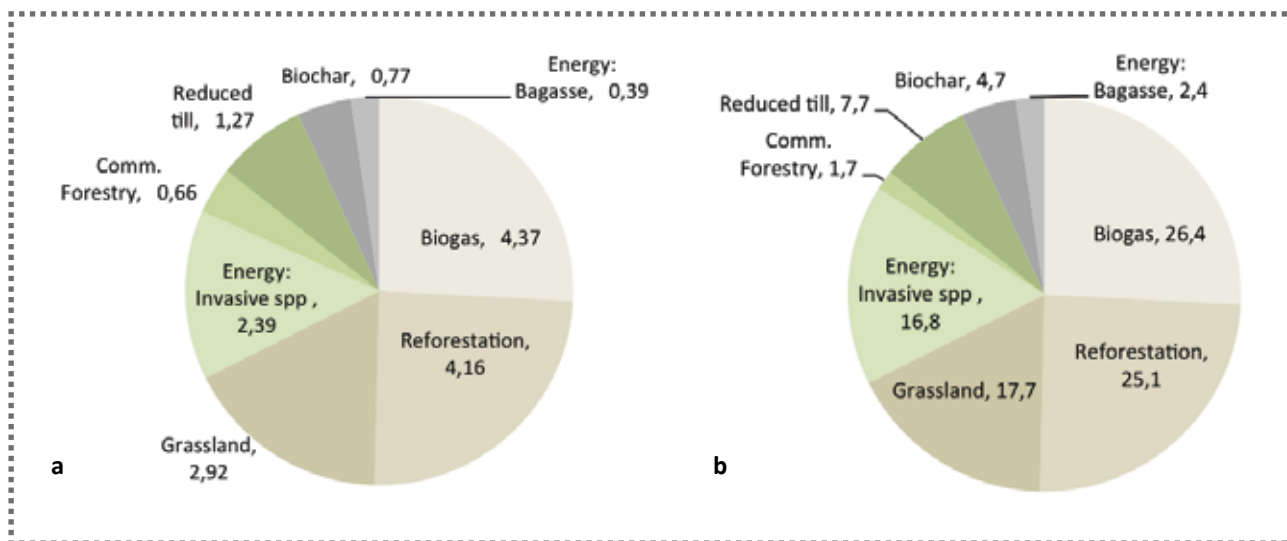 Biochar, 0,77
Energy:
Bagasse, 0,39
Reduced
till, 1,27
Comm.
Forestry, 0,66
Biogas, 4,37
Energy:
Invasive spp ,
2,39
Reforestation,
4,16
Grassland,
2,92
a
Biochar, 4,7
Energy:
Bagasse, 2,4
Reduced till, 7,7
Comm.
Forestry, 1,7
Biogas, 26,4
Energy:
Invasive spp ,
16,8
Reforestation,
25,1
Grassland, 17,7
b